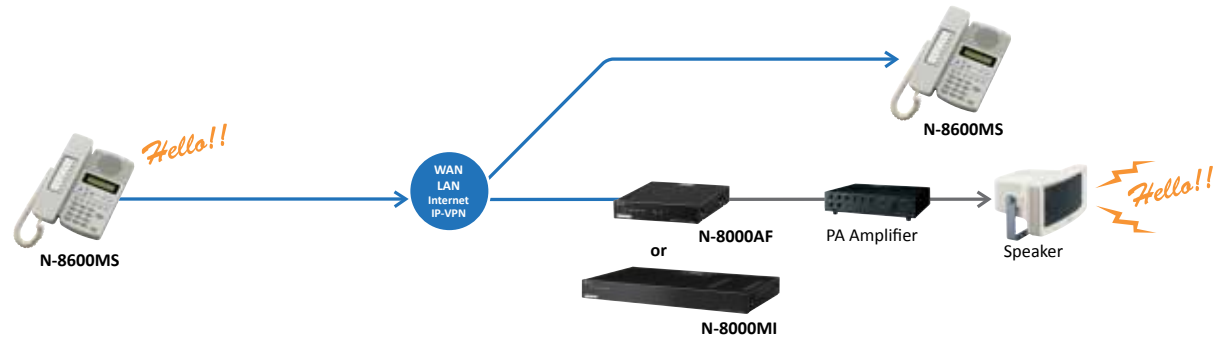 N-8600MS
Hello!!
N-8600MS
WAN
LAN
Internet
IP-VPN
N-8000AF
or
N-8000MI
PA Amplifier
Speaker
Hello!!